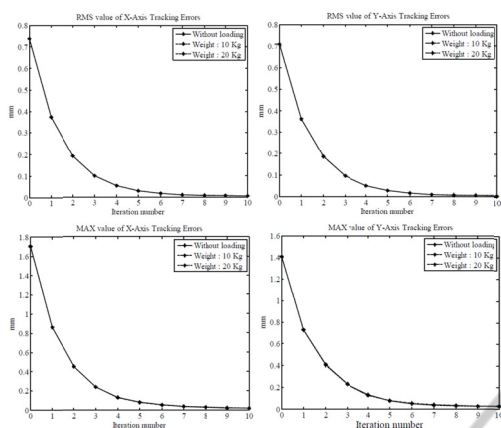 RMS value of X-Axis Tracking Errors
0.8
0.7
0.6
0.5
0.4
0.3
0.2
0.1
0
mm
Without loading
Weight : 10 Kg
Weight : 20 Kg
0 1 2 3 4 5 6 7 8 9 10
Iteration number
RMS value of Y-Axis Tracking Errors
0.8
0.7
0.6
0.5
0.4
0.3
0.2
0.1
0
mm
Without loading
Weight : 10 Kg
Weight : 20 Kg
0 1 2 3 4 5 6 7 8 9 10
Iteration number
MAX value of X-Axis Tracking Errors
1.8
1.6
1.4
1.2
1
0.8
0.6
0.4
0.2
0
mm
Without loading
Weight : 10 Kg
Weight : 20 Kg
0 1 2 3 4 5 6 7 8 9 10
Iteration number
MAX value of Y-Axis Tracking Errors
1.6
1.4
1.2
1
0.8
0.6
0.4
0.2
0
mm
Without loading
Weight : 10 Kg
Weight : 20 Kg
0 1 2 3 4 5 6 7 8 9 10
Iteration number